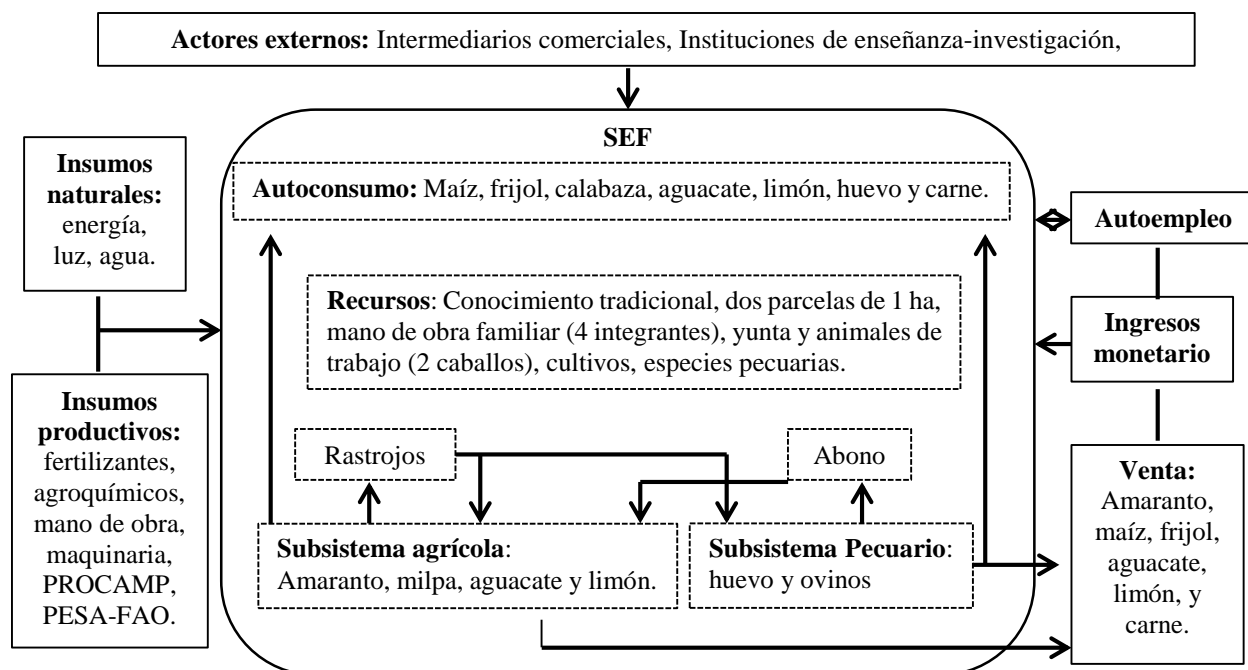 Actores externos: Intermediarios comerciales, Instituciones de enseñanza-investigación,
SEF
Insumos
naturales:
energía,
luz, agua.
Autoconsumo: Maíz, frijol, calabaza, aguacate, limón, huevo y carne.
Autoempleo
Recursos: Conocimiento tradicional, dos parcelas de 1 ha,
mano de obra familiar (4 integrantes), yunta y animales de
trabajo (2 caballos), cultivos, especies pecuarias.
Ingresos
monetario
Insumos
productivos:
fertilizantes,
agroquímicos,
mano de obra,
maquinaria,
PROCAMP,
PESA-FAO.
Rastrojos
Abono
Subsistema agrícola:
Amaranto, milpa, aguacate y limón.
Subsistema Pecuario:
huevo y ovinos
Venta:
Amaranto,
maíz, frijol,
aguacate,
limón, y
carne.